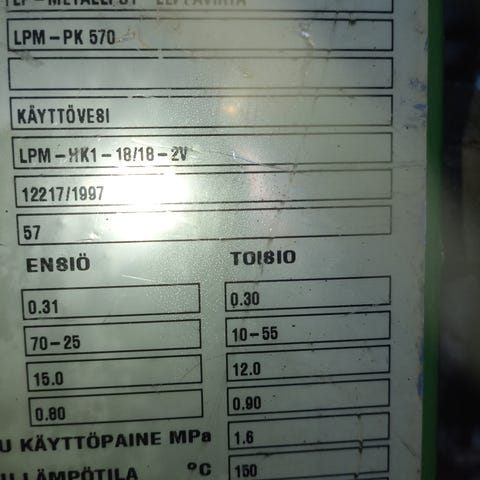 LPM-PK 570
KÄYTTÖVESI
LPM-HK1-18/18-2V
12217/1997
57
ENSIÖ TOISIO
0.31 0.30
70-25 10-55
15.0 12.0
0.80 0.90
U KÄYTTÖPAINE MPa 1.6
U LÄMPÖTILA °C 150